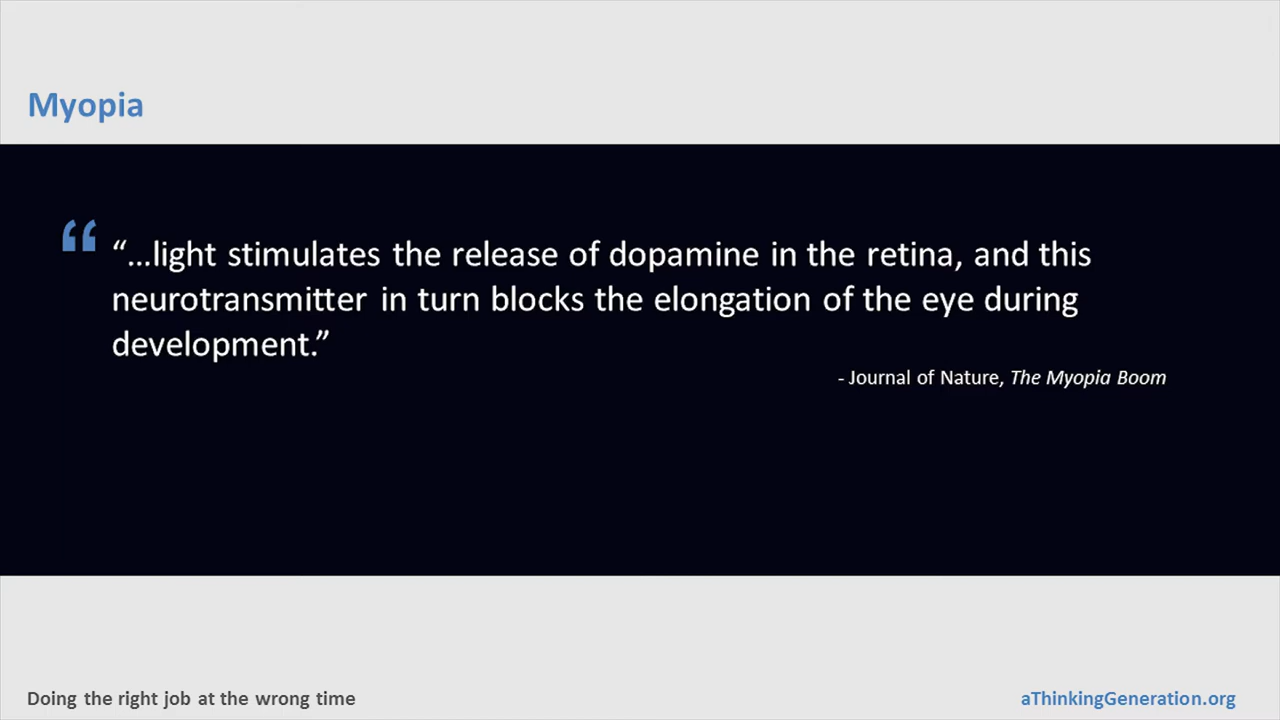 Myopia
“
“...light stimulates the release of dopamine in the retina, and this
neurotransmitter in turn blocks the elongation of the eye during
development.”
- Journal of Nature, The Myopia Boom
Doing the right job at the wrong time
aThinkingGeneration.org